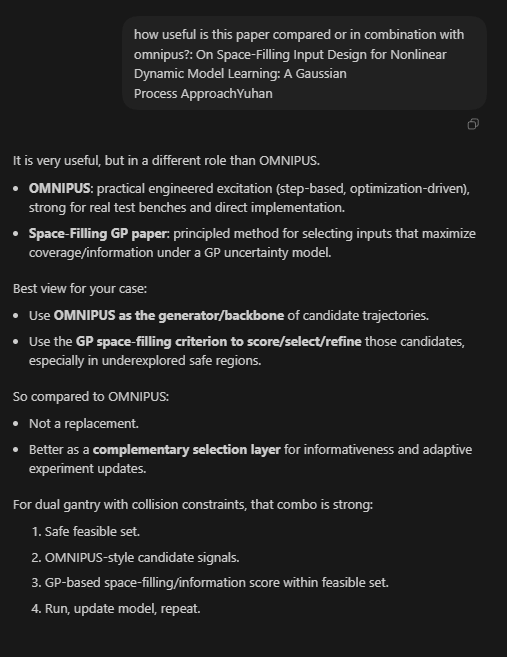 how useful is this paper compared or in combination with
omnipus?: On Space-Filling Input Design for Nonlinear
Dynamic Model Learning: A Gaussian
Process ApproachYuhan
It is very useful, but in a different role than OMNIPUS.
• OMNIPUS: practical engineered excitation (step-based, optimization-driven),
strong for real test benches and direct implementation.
• Space-Filling GP paper: principled method for selecting inputs that maximize
coverage/information under a GP uncertainty model.
Best view for your case:
• Use OMNIPUS as the generator/backbone of candidate trajectories.
• Use the GP space-filling criterion to score/select/refine those candidates,
especially in underexplored safe regions.
So compared to OMNIPUS:
• Not a replacement.
• Better as a complementary selection layer for informativeness and adaptive
experiment updates.
For dual gantry with collision constraints, that combo is strong:
1. Safe feasible set.
2. OMNIPUS-style candidate signals.
3. GP-based space-filling/information score within feasible set.
4. Run, update model, repeat.